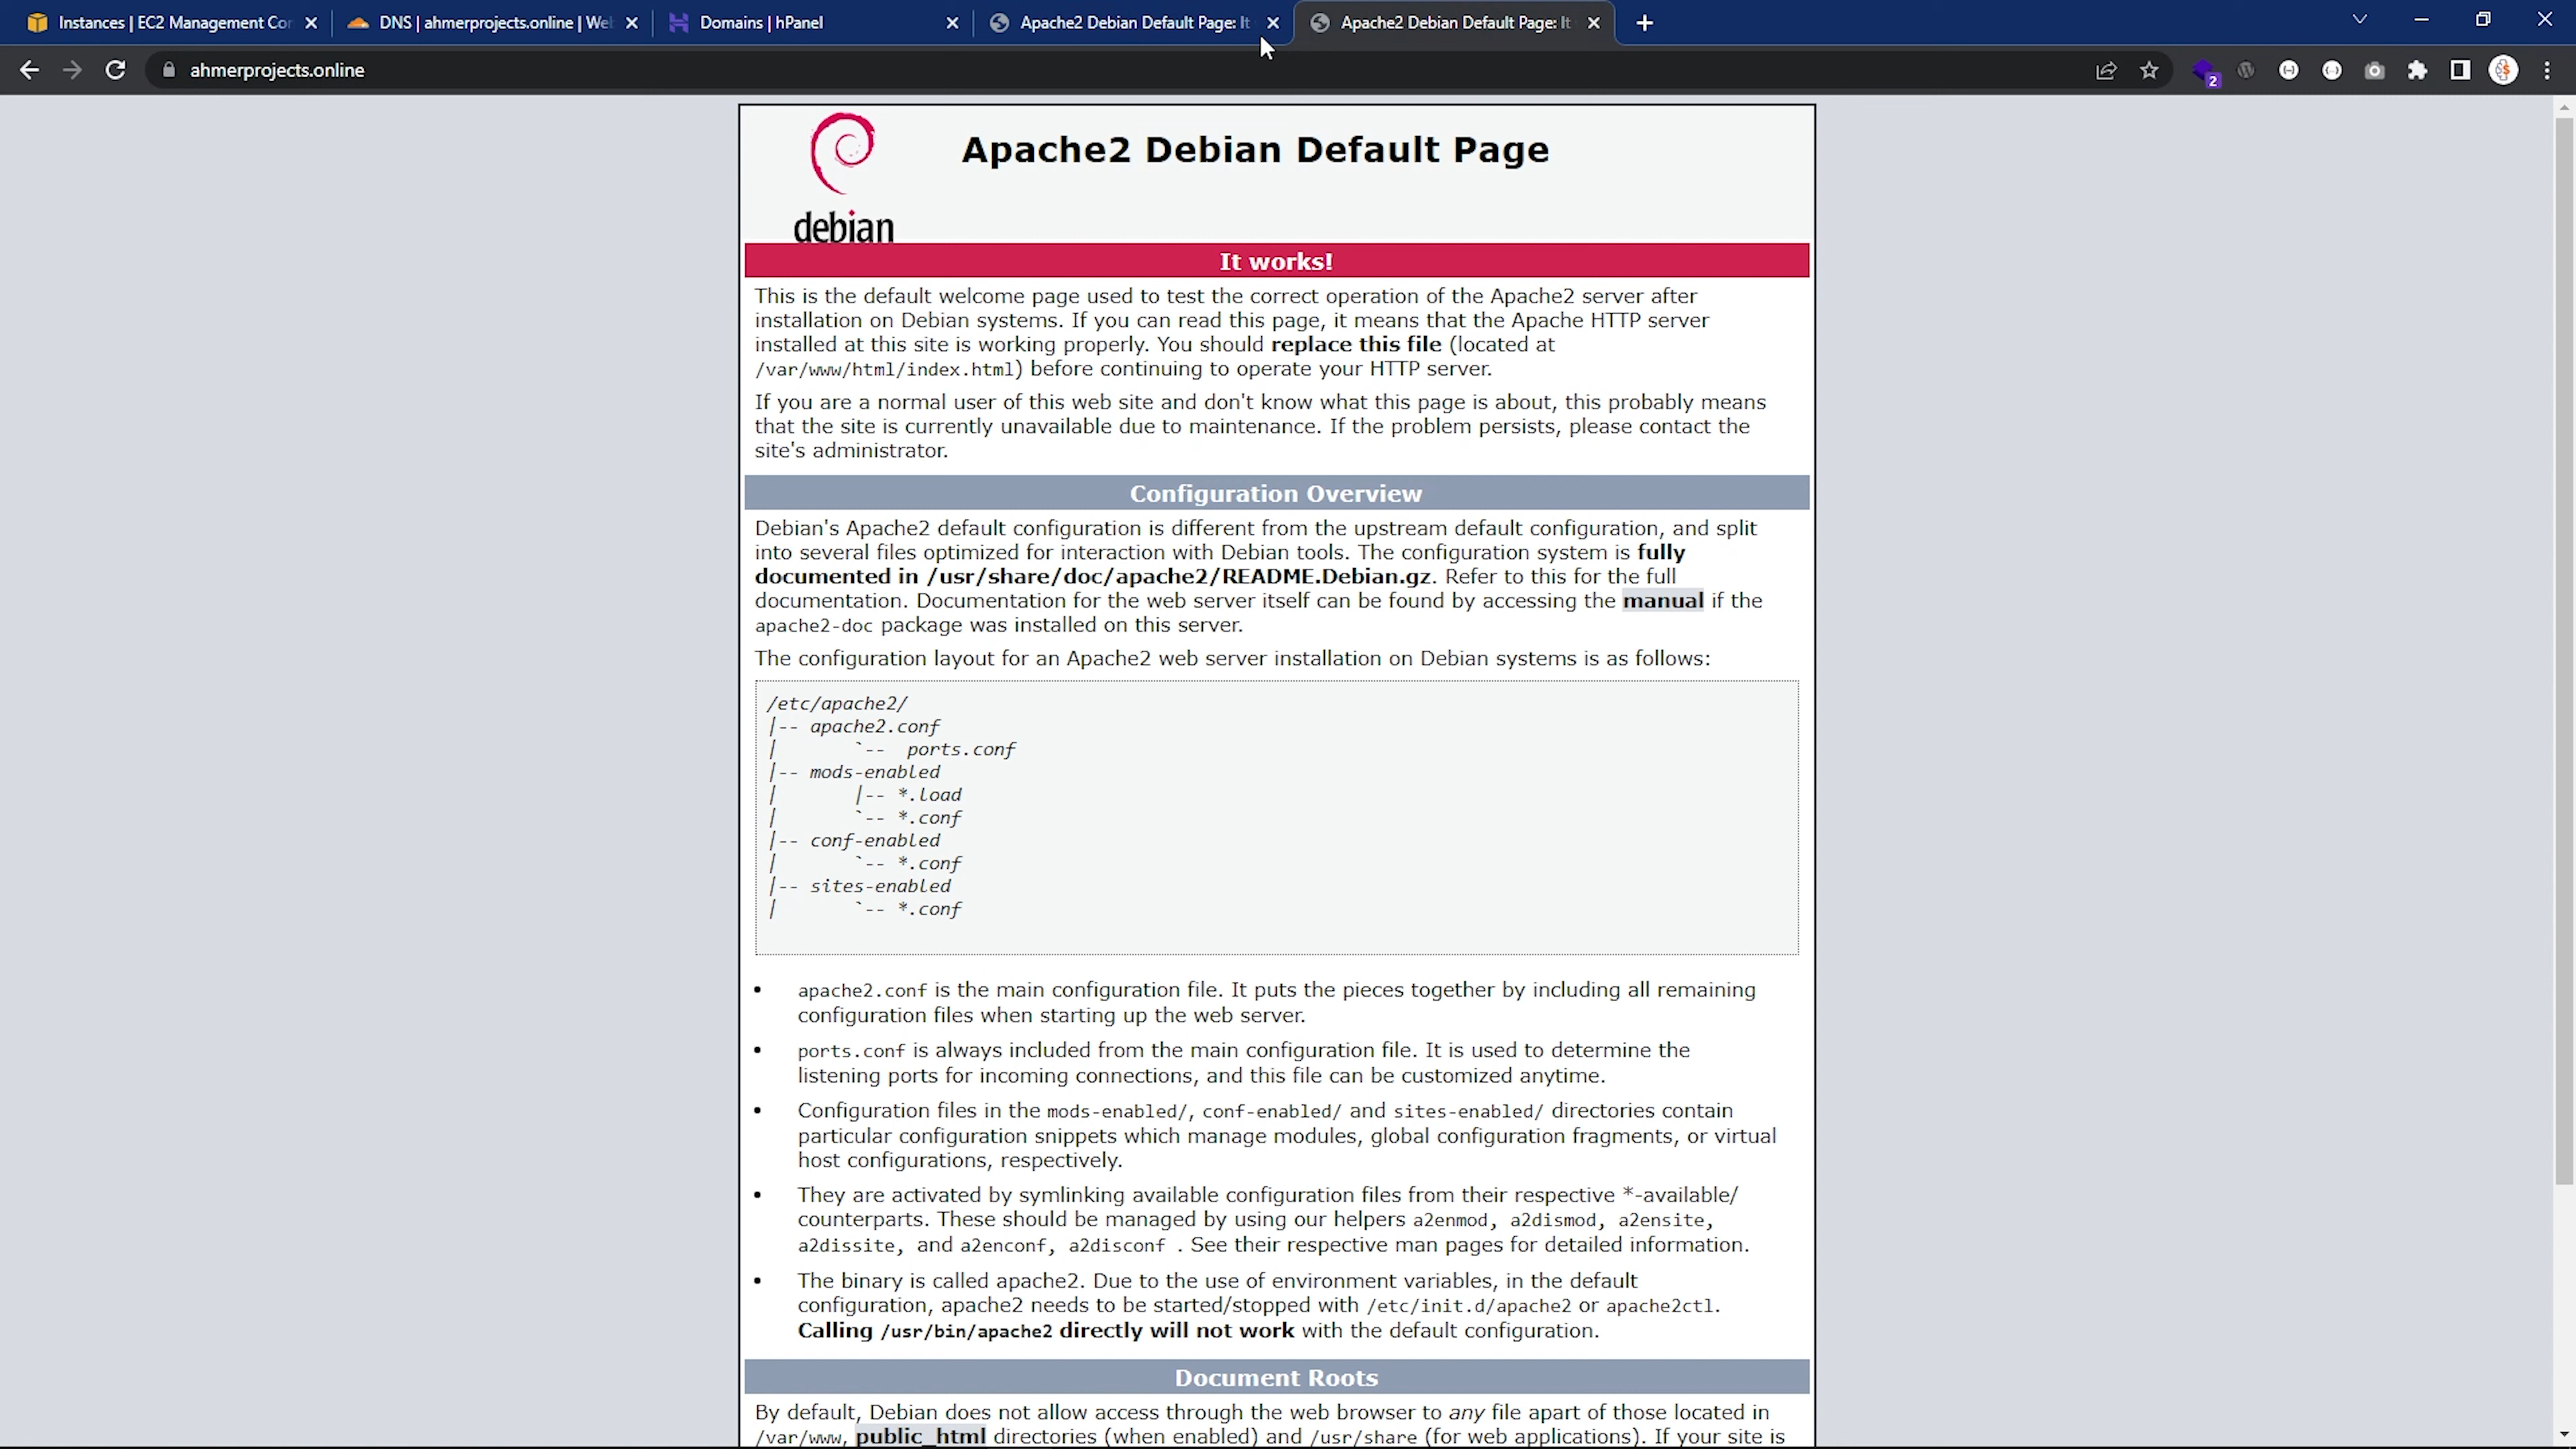 Instances | EC2 Management Con
DNS | ahmerprojects.online | Web
Domains | hPanel
Apache2 Debian Default Page: It
Apache2 Debian Default Page: It
ahmerprojects.online
2
debian
Apache2 Debian Default Page
It works!
This is the default welcome page used to test the correct operation of the Apache2 server after
installation on Debian systems. If you can read this page, it means that the Apache HTTP server
installed at this site is working properly. You should replace this file (located at
/var/www/html/index.html) before continuing to operate your HTTP server.
If you are a normal user of this web site and don't know what this page is about, this probably means
that the site is currently unavailable due to maintenance. If the problem persists, please contact the
site's administrator.
Configuration Overview
Debian's Apache2 default configuration is different from the upstream default configuration, and split
into several files optimized for interaction with Debian tools. The configuration system is fully
documented in /usr/share/doc/apache2/README.Debian.gz. Refer to this for the full
documentation. Documentation for the web server itself can be found by accessing the manual if the
apache2-doc package was installed on this server.
The configuration layout for an Apache2 web server installation on Debian systems is as follows:
/etc/apache2/
|-- apache2.conf
|       `--  ports.conf
|-- mods-enabled
|       |-- *.load
|       `-- *.conf
|-- conf-enabled
|       `-- *.conf
|-- sites-enabled
|       `-- *.conf
• apache2.conf is the main configuration file. It puts the pieces together by including all remaining
configuration files when starting up the web server.
• ports.conf is always included from the main configuration file. It is used to determine the
listening ports for incoming connections, and this file can be customized anytime.
• Configuration files in the mods-enabled/, conf-enabled/ and sites-enabled/ directories contain
particular configuration snippets which manage modules, global configuration fragments, or virtual
host configurations, respectively.
• They are activated by symlinking available configuration files from their respective *-available/
counterparts. These should be managed by using our helpers a2enmod, a2dismod, a2ensite,
a2dissite, and a2enconf, a2disconf . See their respective man pages for detailed information.
• The binary is called apache2. Due to the use of environment variables, in the default
configuration, apache2 needs to be started/stopped with /etc/init.d/apache2 or apache2ctl.
Calling /usr/bin/apache2 directly will not work with the default configuration.
Document Roots
By default, Debian does not allow access through the web browser to any file apart of those located in
/var/www, public_html directories (when enabled) and /usr/share (for web applications). If your site is